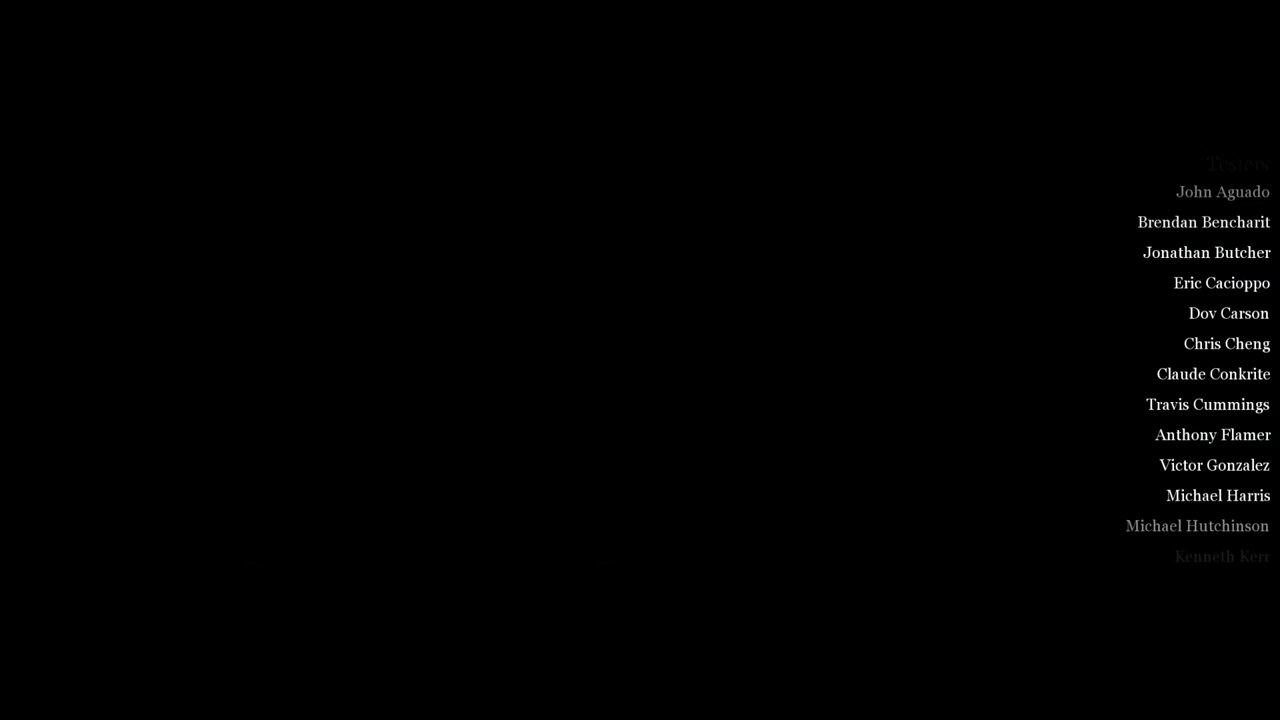 Testers
John Aguado
Brendan Bencharit
Jonathan Butcher
Eric Cacioppo
Dov Carson
Chris Cheng
Claude Conkrite
Travis Cummings
Anthony Flamer
Victor Gonzalez
Michael Harris
Michael Hutchinson
Kenneth Kerr